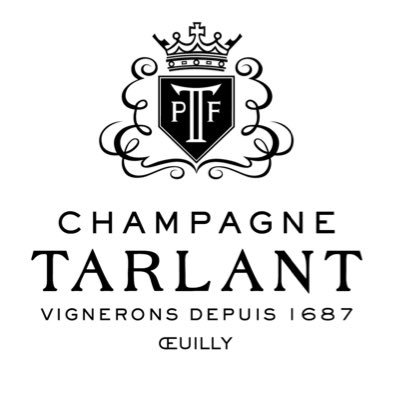 PTF
CHAMPAGNE
TARLANT
VIGNERONS DEPUIS 1687
ŒUILLY